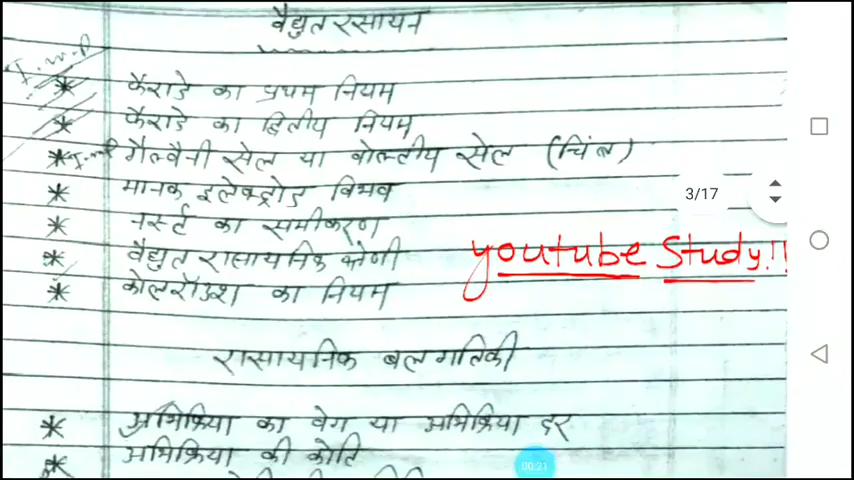 वैद्युत रसायन
I.m.p
* फैराडे का प्रथम नियम
* फैराडे का द्वितीय नियम
* I.m.p गैल्वैनी सेल या वोल्टीय सेल (चित्र)
* मानक इलेक्ट्रोड विभव
3/17
* नर्स्ट का समीकरण
* वैद्युत रासायनिक श्रेणी
youtube Study!!
* कोलराउश का नियम
रासायनिक बलगतिकी
* अभिक्रिया का वेग या अभिक्रिया दर
* अभिक्रिया की कोटि
00:21